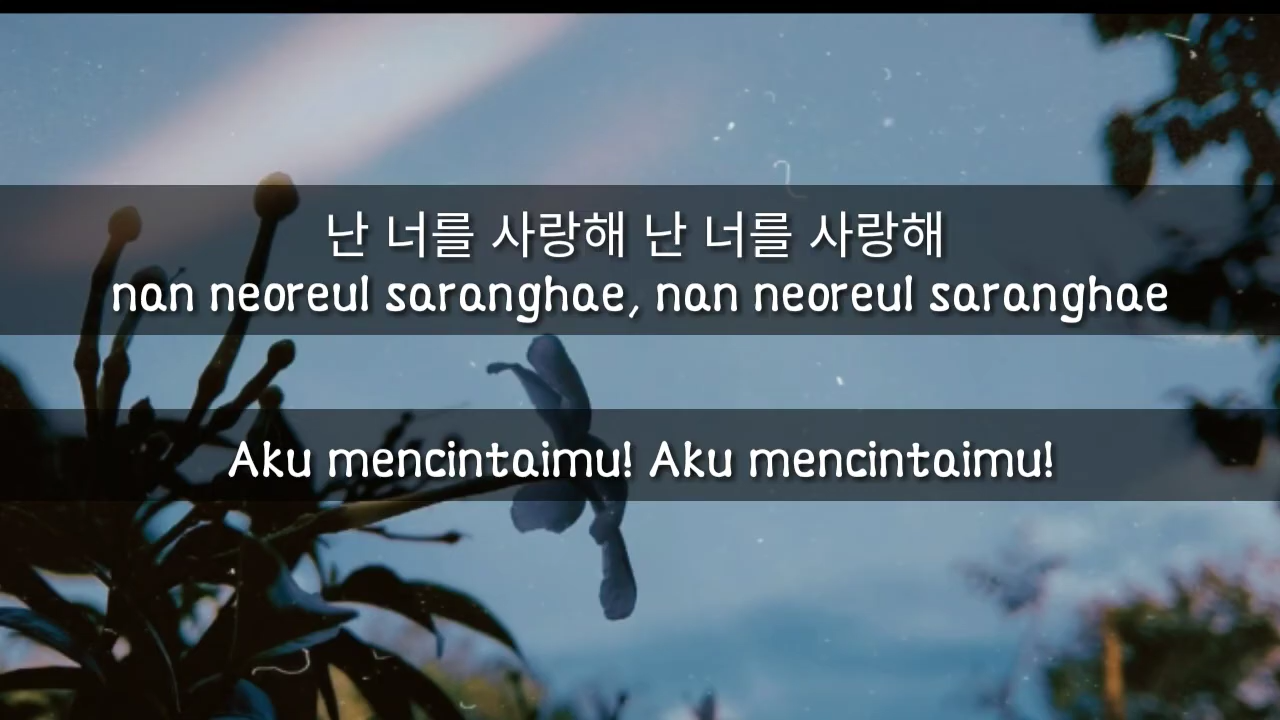 난 너를 사랑해 난 너를 사랑해
nan neoreul saranghae, nan neoreul saranghae
Aku mencintaimu! Aku mencintaimu!